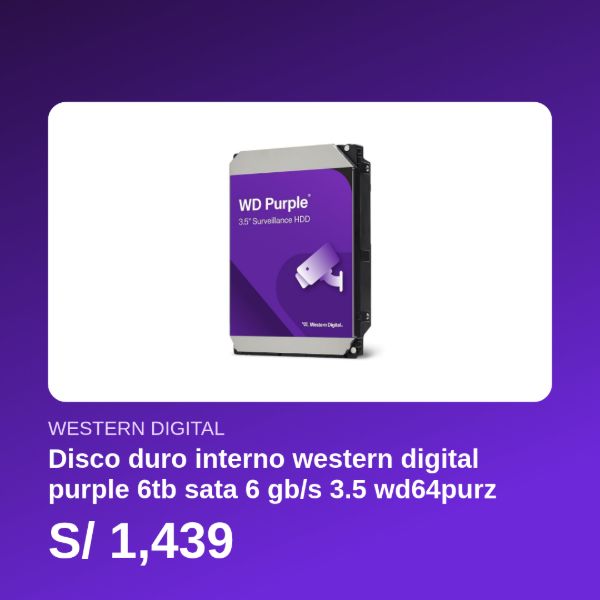 WD Purple®
3.5" Surveillance HDD
Western Digital.
WESTERN DIGITAL
Disco duro interno western digital
purple 6tb sata 6 gb/s 3.5 wd64purz
S/ 1,439